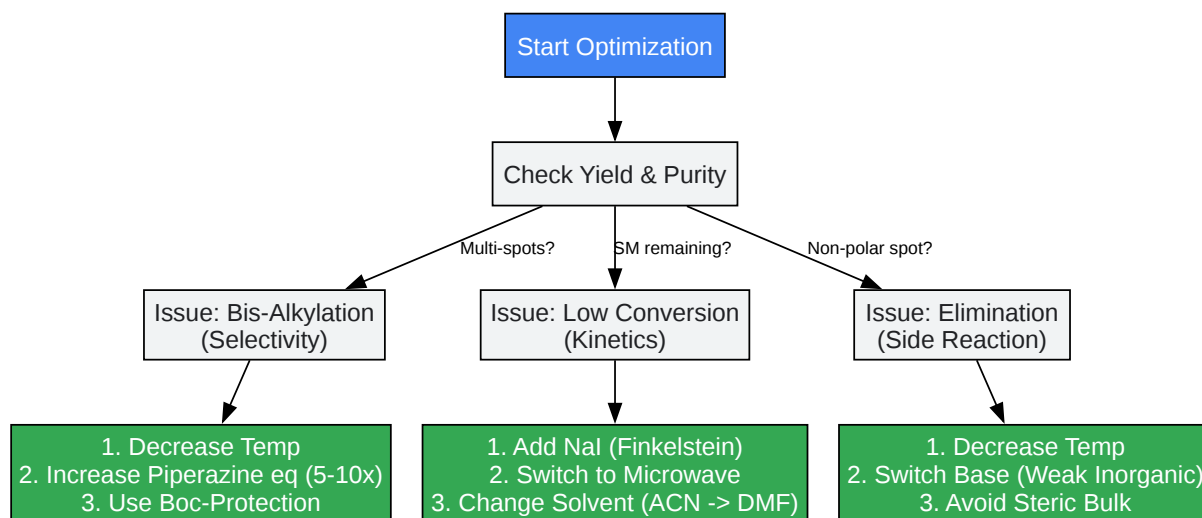 Start Optimization
Check Yield & Purity
Multi-spots?
SM remaining?
Non-polar spot?
Issue: Bis-Alkylation
(Selectivity)
Issue: Low Conversion
(Kinetics)
Issue: Elimination
(Side Reaction)
1. Decrease Temp
2. Increase Piperazine eq (5-10x)
3. Use Boc-Protection
1. Add NaI (Finkelstein)
2. Switch to Microwave
3. Change Solvent (ACN -> DMF)
1. Decrease Temp
2. Switch Base (Weak Inorganic)
3. Avoid Steric Bulk